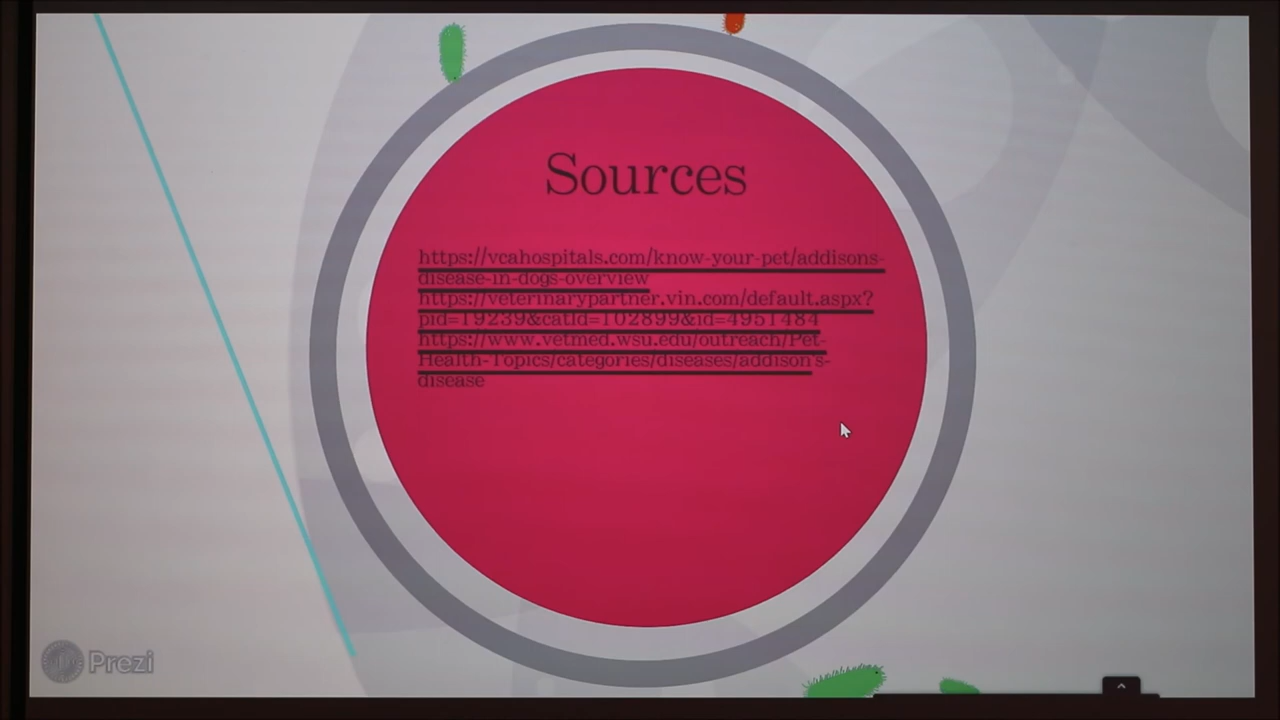 Sources
https://vcahospitals.com/know-your-pet/addisons-
disease-in-dogs-overview
https://veterinarypartner.vin.com/default.aspx?
pid=19239&catId=102899&id=4951484
https://www.vetmed.wsu.edu/outreach/Pet-
Health-Topics/categories/diseases/addison's-
disease
Prezi